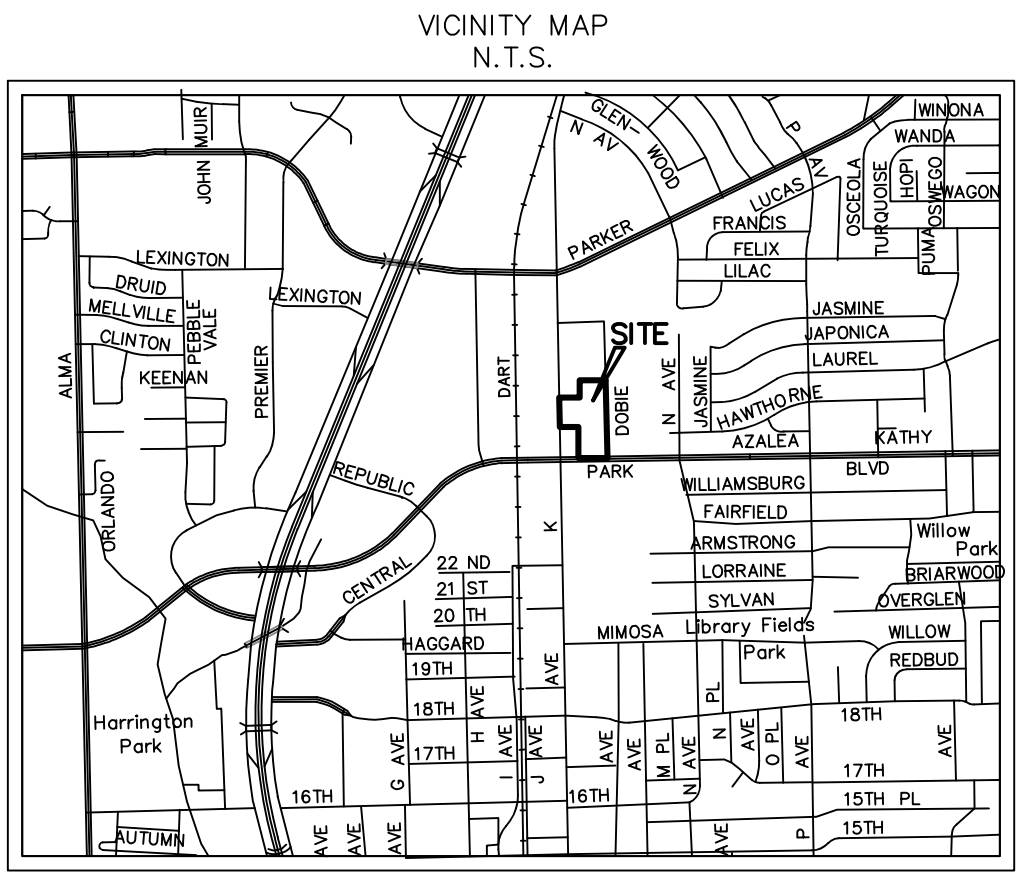 VICINITY MAP
N.T.S.
GLEN-
WOOD
N AV
P
AV
WINONA
WANDA
JOHN MUIR
OSCEOLA
TURQUOISE
HOPI
OSWEGO
WAGON
LUCAS
FRANCIS
PARKER
FELIX
PUMA
LILAC
LEXINGTON
DRUID
LEXINGTON
MELLVILLE
PEBBLE
VALE
CLINTON
KEENAN
ALMA
PREMIER
DART
SITE
DOBIE
N AVE
JASMINE
JASMINE
JAPONICA
LAUREL
HAWTHORNE
AZALEA
KATHY
PARK
BLVD
REPUBLIC
ORLANDO
K
AVE
WILLIAMSBURG
FAIRFIELD
Willow
Park
ARMSTRONG
LORRAINE
BRIARWOOD
SYLVAN
OVERGLEN
CENTRAL
22 ND
21 ST
20 TH
HAGGARD
MIMOSA
Library Fields
Park
WILLOW
REDBUD
19TH
18TH
18TH
Harrington
Park
17TH
G AVE
H AVE
I AVE
J AVE
AVE
AVE
M PL
N AVE
N PL
AVE
O PL
P AVE
AVE
17TH
16TH
16TH
15TH PL
15TH
AUTUMN
AVE
AVE
AVE
AVE